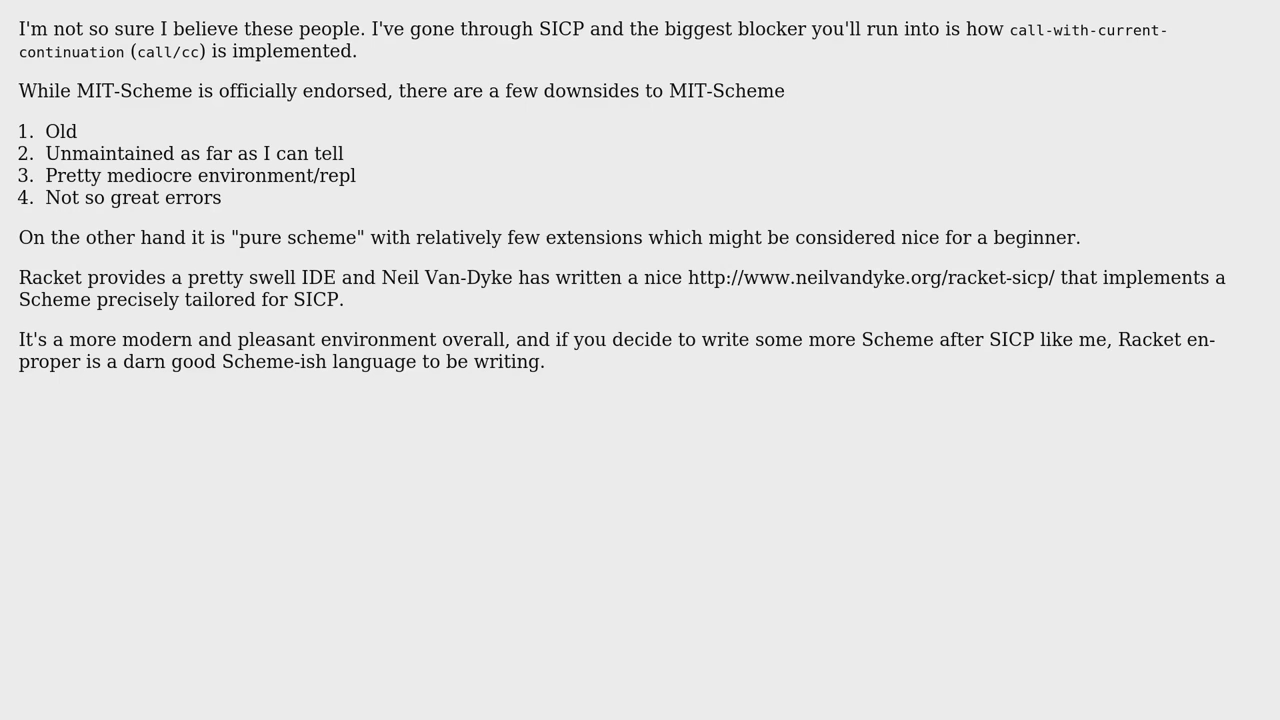 I'm not so sure I believe these people. I've gone through SICP and the biggest blocker you'll run into is how call-with-current-
continuation (call/cc) is implemented.
While MIT-Scheme is officially endorsed, there are a few downsides to MIT-Scheme
1. Old
2. Unmaintained as far as I can tell
3. Pretty mediocre environment/repl
4. Not so great errors
On the other hand it is "pure scheme" with relatively few extensions which might be considered nice for a beginner.
Racket provides a pretty swell IDE and Neil Van-Dyke has written a nice http://www.neilvandyke.org/racket-sicp/ that implements a
Scheme precisely tailored for SICP.
It's a more modern and pleasant environment overall, and if you decide to write some more Scheme after SICP like me, Racket en-
proper is a darn good Scheme-ish language to be writing.